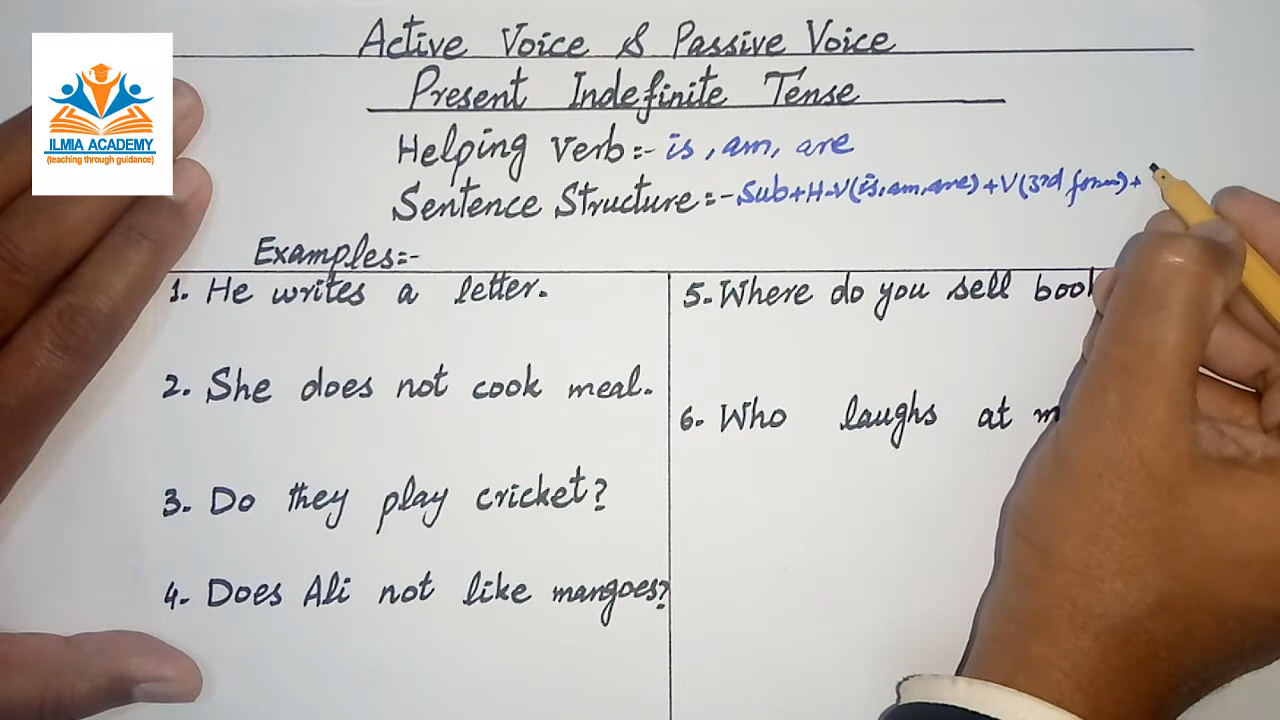 Active Voice & Passive Voice
Present Indefinite Tense
ILMIA ACADEMY
(teaching through guidance)
Helping Verb:- is, am, are
Sentence Structure:- Sub+H-V(is,am,are)+V(3rd form)+
Examples:-
1. He writes a letter.
2. She does not cook meal.
3. Do they play cricket?
4. Does Ali not like mangoes?
5. Where do you sell
6. Who laughs at